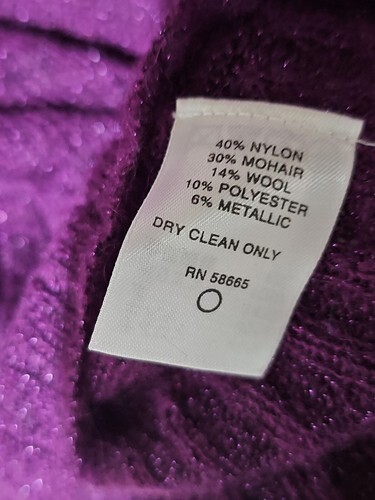 40% NYLON
30% MOHAIR
14% WOOL
10% POLYESTER
6% METALLIC
DRY CLEAN ONLY
RN 58665